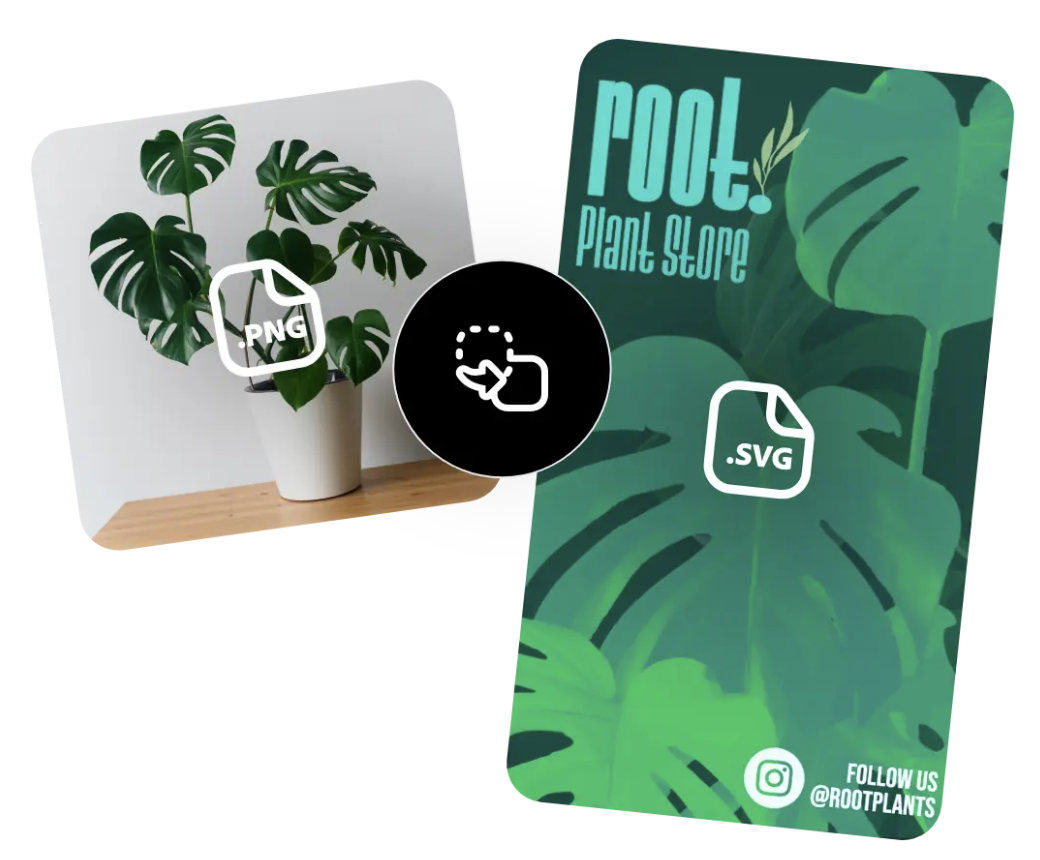 .PNG
root.
Plant Store
.SVG
FOLLOW US
@ROOTPLANTS